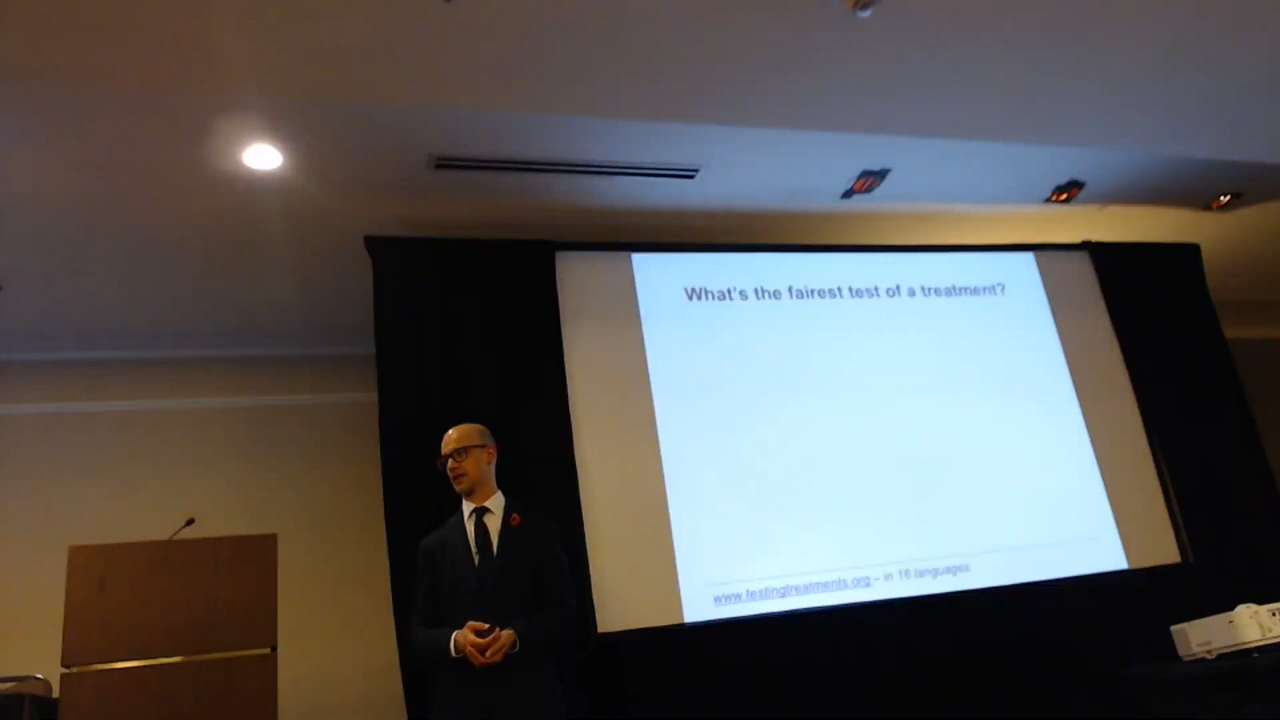 What's the fairest test of a treatment?
www.testingtreatments.org – in 16 languages